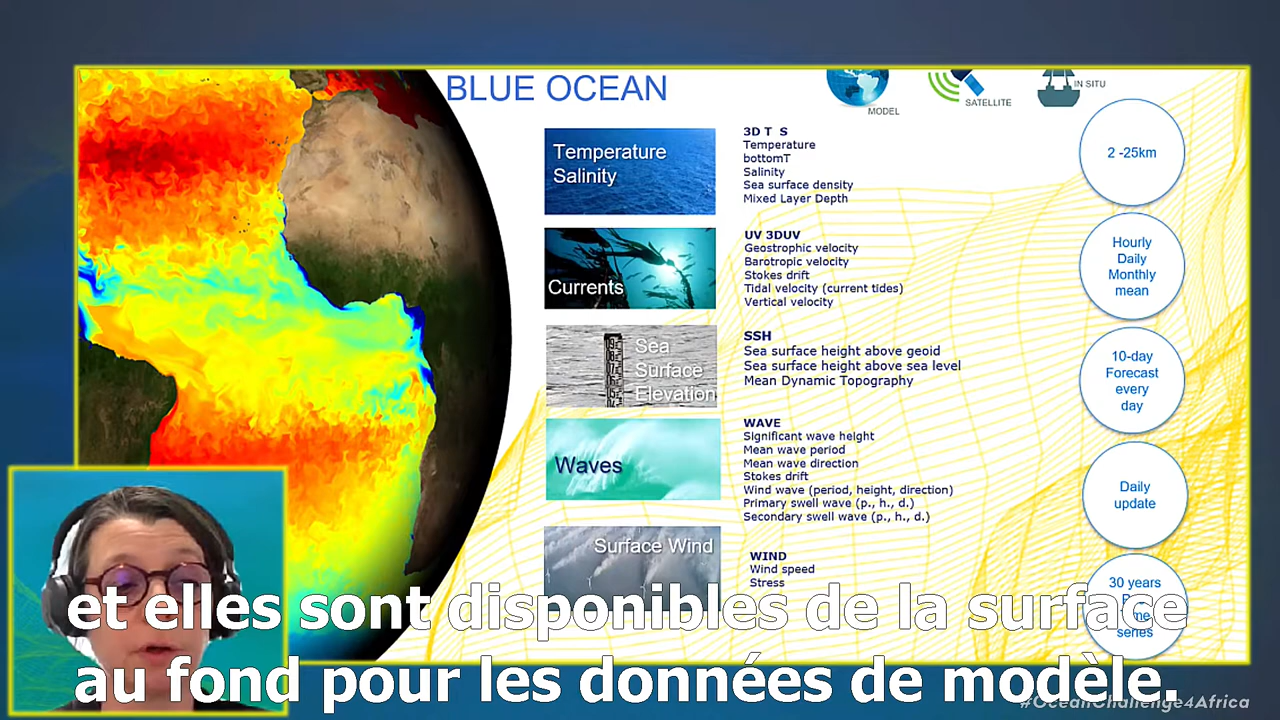 BLUE OCEAN
MODEL
SATELLITE
IN SITU
Temperature
Salinity
3D T S
Temperature
bottomT
Salinity
Sea surface density
Mixed Layer Depth
2 -25km
Currents
UV 3DUV
Geostrophic velocity
Barotropic velocity
Stokes drift
Tidal velocity (current tides)
Vertical velocity
Hourly
Daily
Monthly
mean
Sea
Surface
Elevation
SSH
Sea surface height above geoid
Sea surface height above sea level
Mean Dynamic Topography
10-day
Forecast
every
day
Waves
WAVE
Significant wave height
Mean wave period
Mean wave direction
Stokes drift
Wind wave (period, height, direction)
Primary swell wave (p., h., d.)
Secondary swell wave (p., h., d.)
Daily
update
Surface Wind
WIND
Wind speed
Stress
30 years
series
et elles sont disponibles de la surface
au fond pour les données de modèle.
#OceanChallenge4Africa